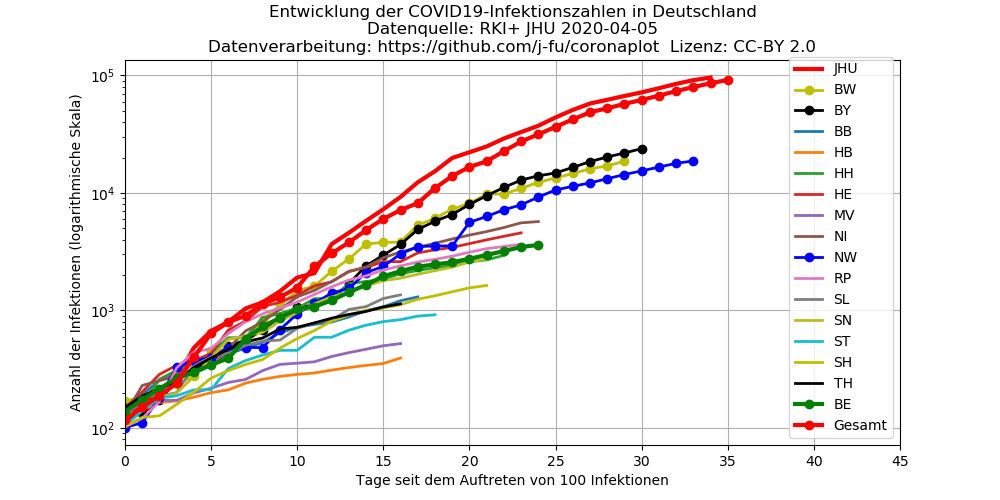 Entwicklung der COVID19-Infektionszahlen in Deutschland
Datenquelle: RKI+ JHU 2020-04-05
Datenverarbeitung: https://github.com/j-fu/coronaplot  Lizenz: CC-BY 2.0
Anzahl der Infektionen (logarithmische Skala)
10⁵
10⁴
10³
10²
0 5 10 15 20 25 30 35 40 45
Tage seit dem Auftreten von 100 Infektionen
JHU
BW
BY
BB
HB
HH
HE
MV
NI
NW
RP
SL
SN
ST
SH
TH
BE
Gesamt